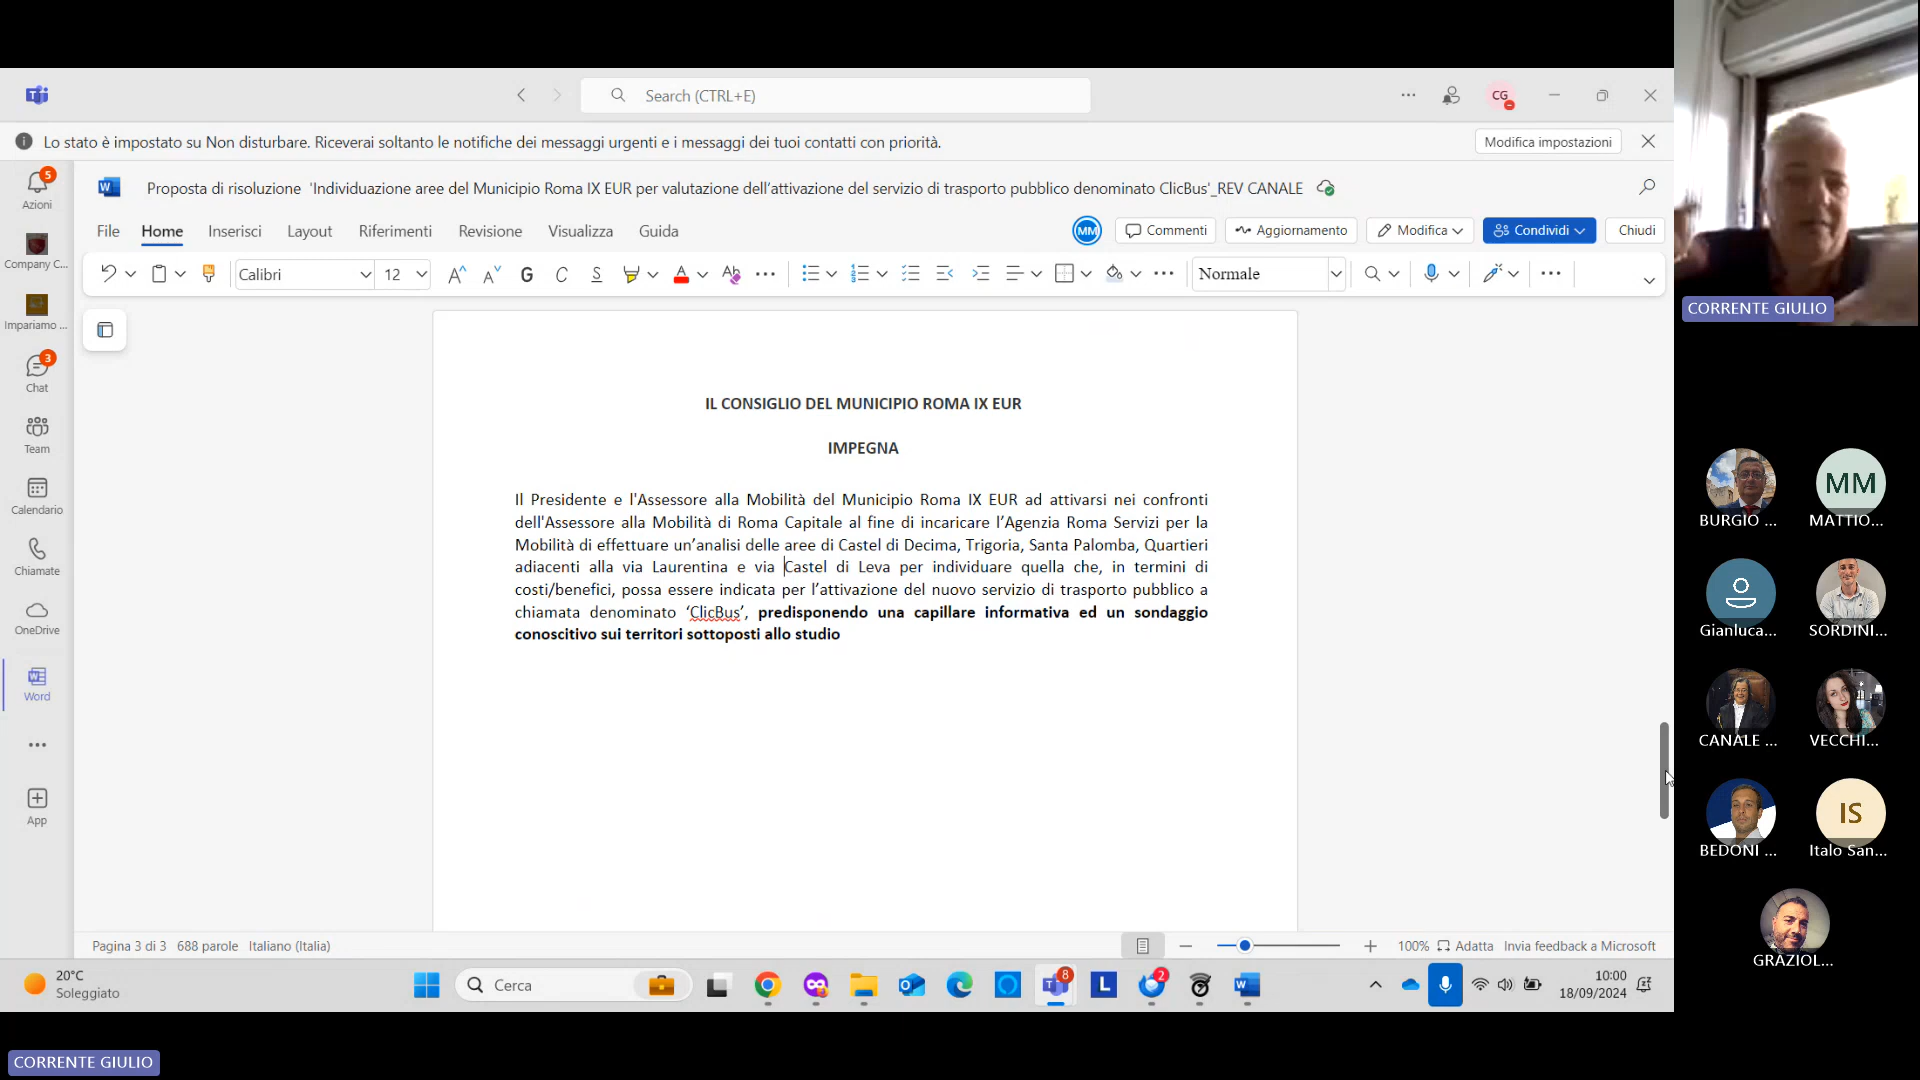 Search (CTRL+E)
CG
Lo stato è impostato su Non disturbare. Riceverai soltanto le notifiche dei messaggi urgenti e i messaggi dei tuoi contatti con priorità.
Modifica impostazioni
5
Azioni
Company C...
Impariamo ...
3
Chat
Team
Calendario
Chiamate
OneDrive
Word
App
Proposta di risoluzione 'Individuazione aree del Municipio Roma IX EUR per valutazione dell'attivazione del servizio di trasporto pubblico denominato ClicBus'_REV CANALE
File Home Inserisci Layout Riferimenti Revisione Visualizza Guida
MM Commenti Aggiornamento Modifica Condividi Chiudi
Calibri 12 G C S Normale
IL CONSIGLIO DEL MUNICIPIO ROMA IX EUR
IMPEGNA
Il Presidente e l'Assessore alla Mobilità del Municipio Roma IX EUR ad attivarsi nei confronti
dell'Assessore alla Mobilità di Roma Capitale al fine di incaricare l’Agenzia Roma Servizi per la
Mobilità di effettuare un’analisi delle aree di Castel di Decima, Trigoria, Santa Palomba, Quartieri
adiacenti alla via Laurentina e via Castel di Leva per individuare quella che, in termini di
costi/benefici, possa essere indicata per l’attivazione del nuovo servizio di trasporto pubblico a
chiamata denominato ‘ClicBus’, predisponendo una capillare informativa ed un sondaggio
conoscitivo sui territori sottoposti allo studio
Pagina 3 di 3 688 parole Italiano (Italia)
100% Adatta Invia feedback a Microsoft
20°C
Soleggiato
Cerca
8
L
2
10:00
18/09/2024
CORRENTE GIULIO
BURGIO ...
MM
MATTIO...
Gianluca...
SORDINI...
CANALE ...
VECCHI...
BEDONI ...
IS
Italo San...
GRAZIOL...
CORRENTE GIULIO